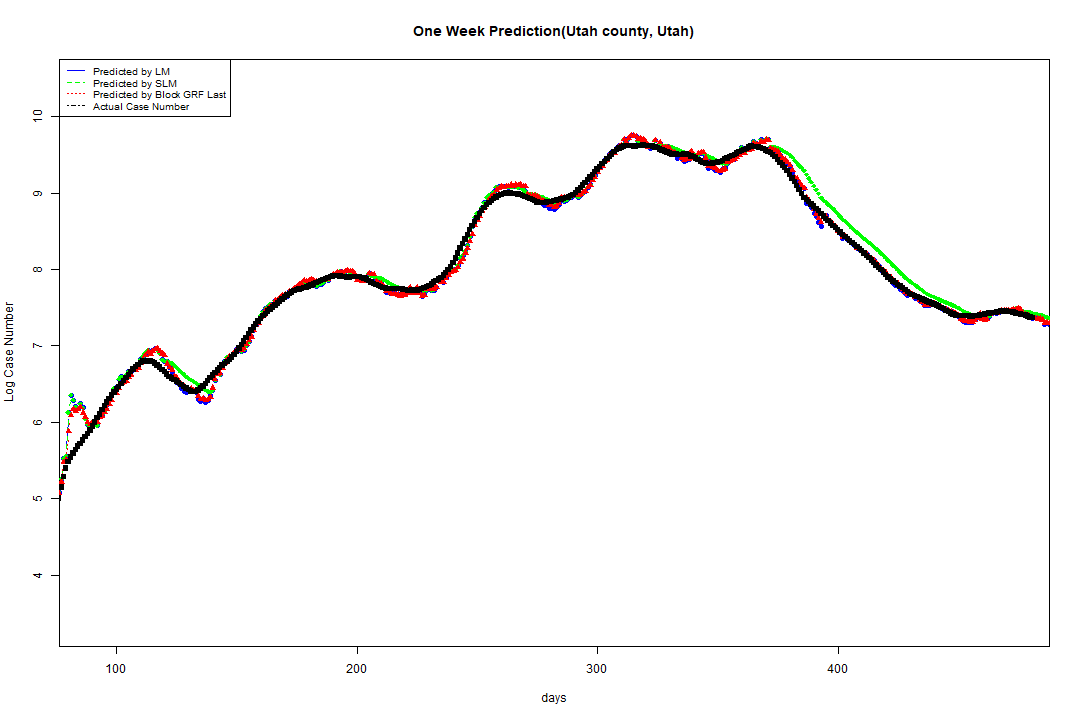 One Week Prediction(Utah county, Utah)
Predicted by LM
Predicted by SLM
Predicted by Block GRF Last
Actual Case Number
Log Case Number
10
9
8
7
6
5
4
100 200 300 400
days